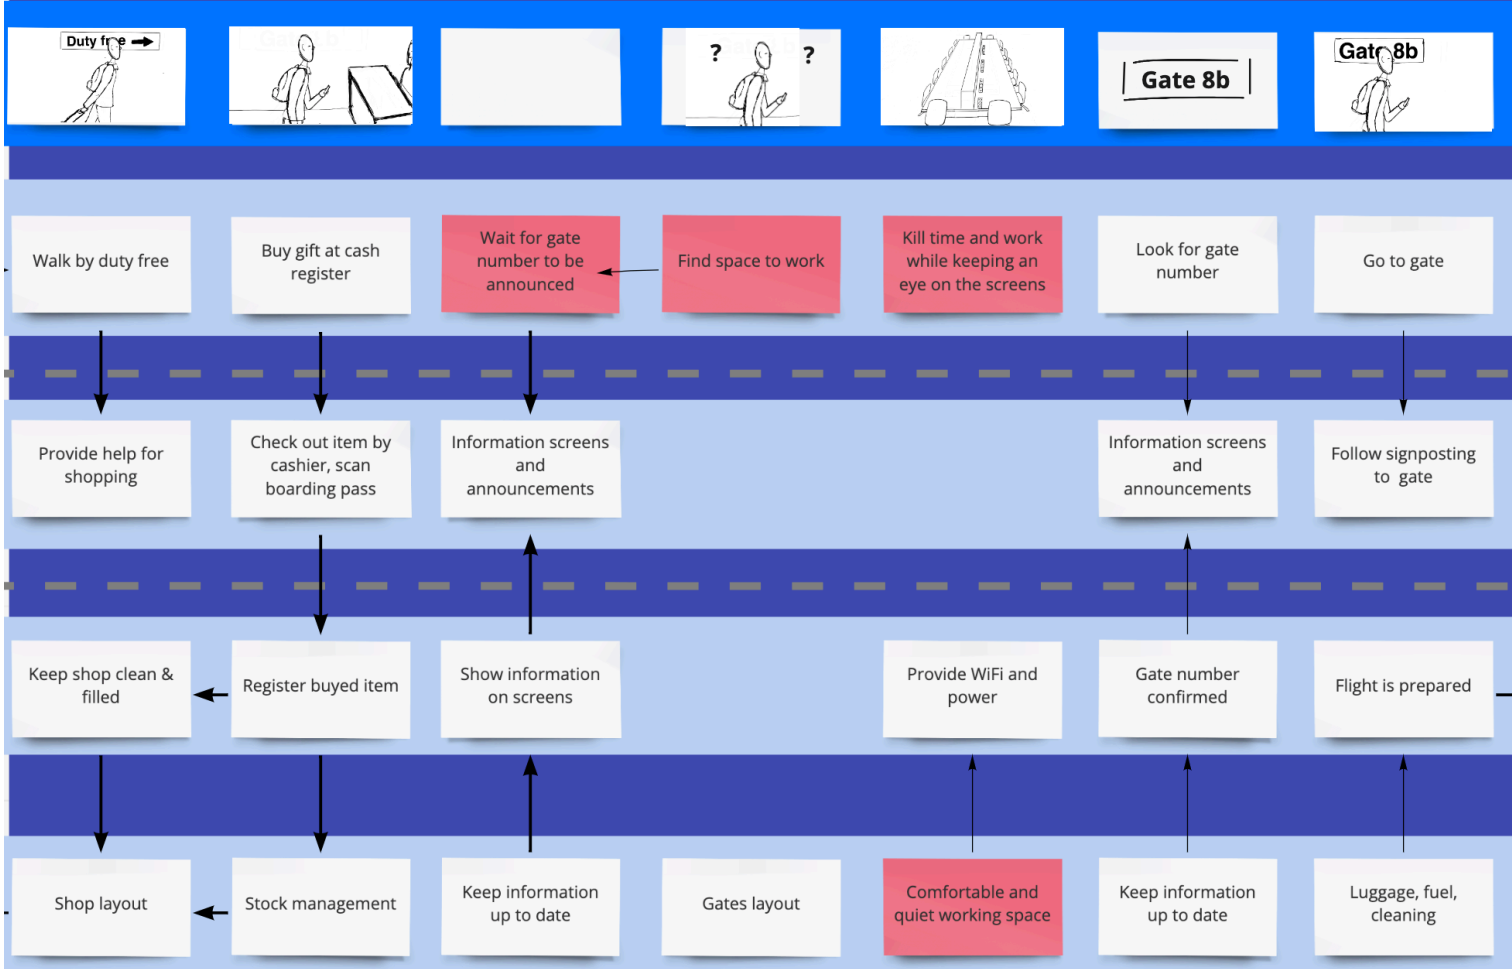 Duty free
? ?
Gate 8b
Gate 8b
Walk by duty free
Buy gift at cash
register
Wait for gate
number to be
announced
Find space to work
Kill time and work
while keeping an
eye on the screens
Look for gate
number
Go to gate
Provide help for
shopping
Check out item by
cashier, scan
boarding pass
Information screens
and
announcements
Information screens
and
announcements
Follow signposting
to gate
Keep shop clean &
filled
Register buyed item
Show information
on screens
Provide WiFi and
power
Gate number
confirmed
Flight is prepared
Shop layout
Stock management
Keep information
up to date
Gates layout
Comfortable and
quiet working space
Keep information
up to date
Luggage, fuel,
cleaning